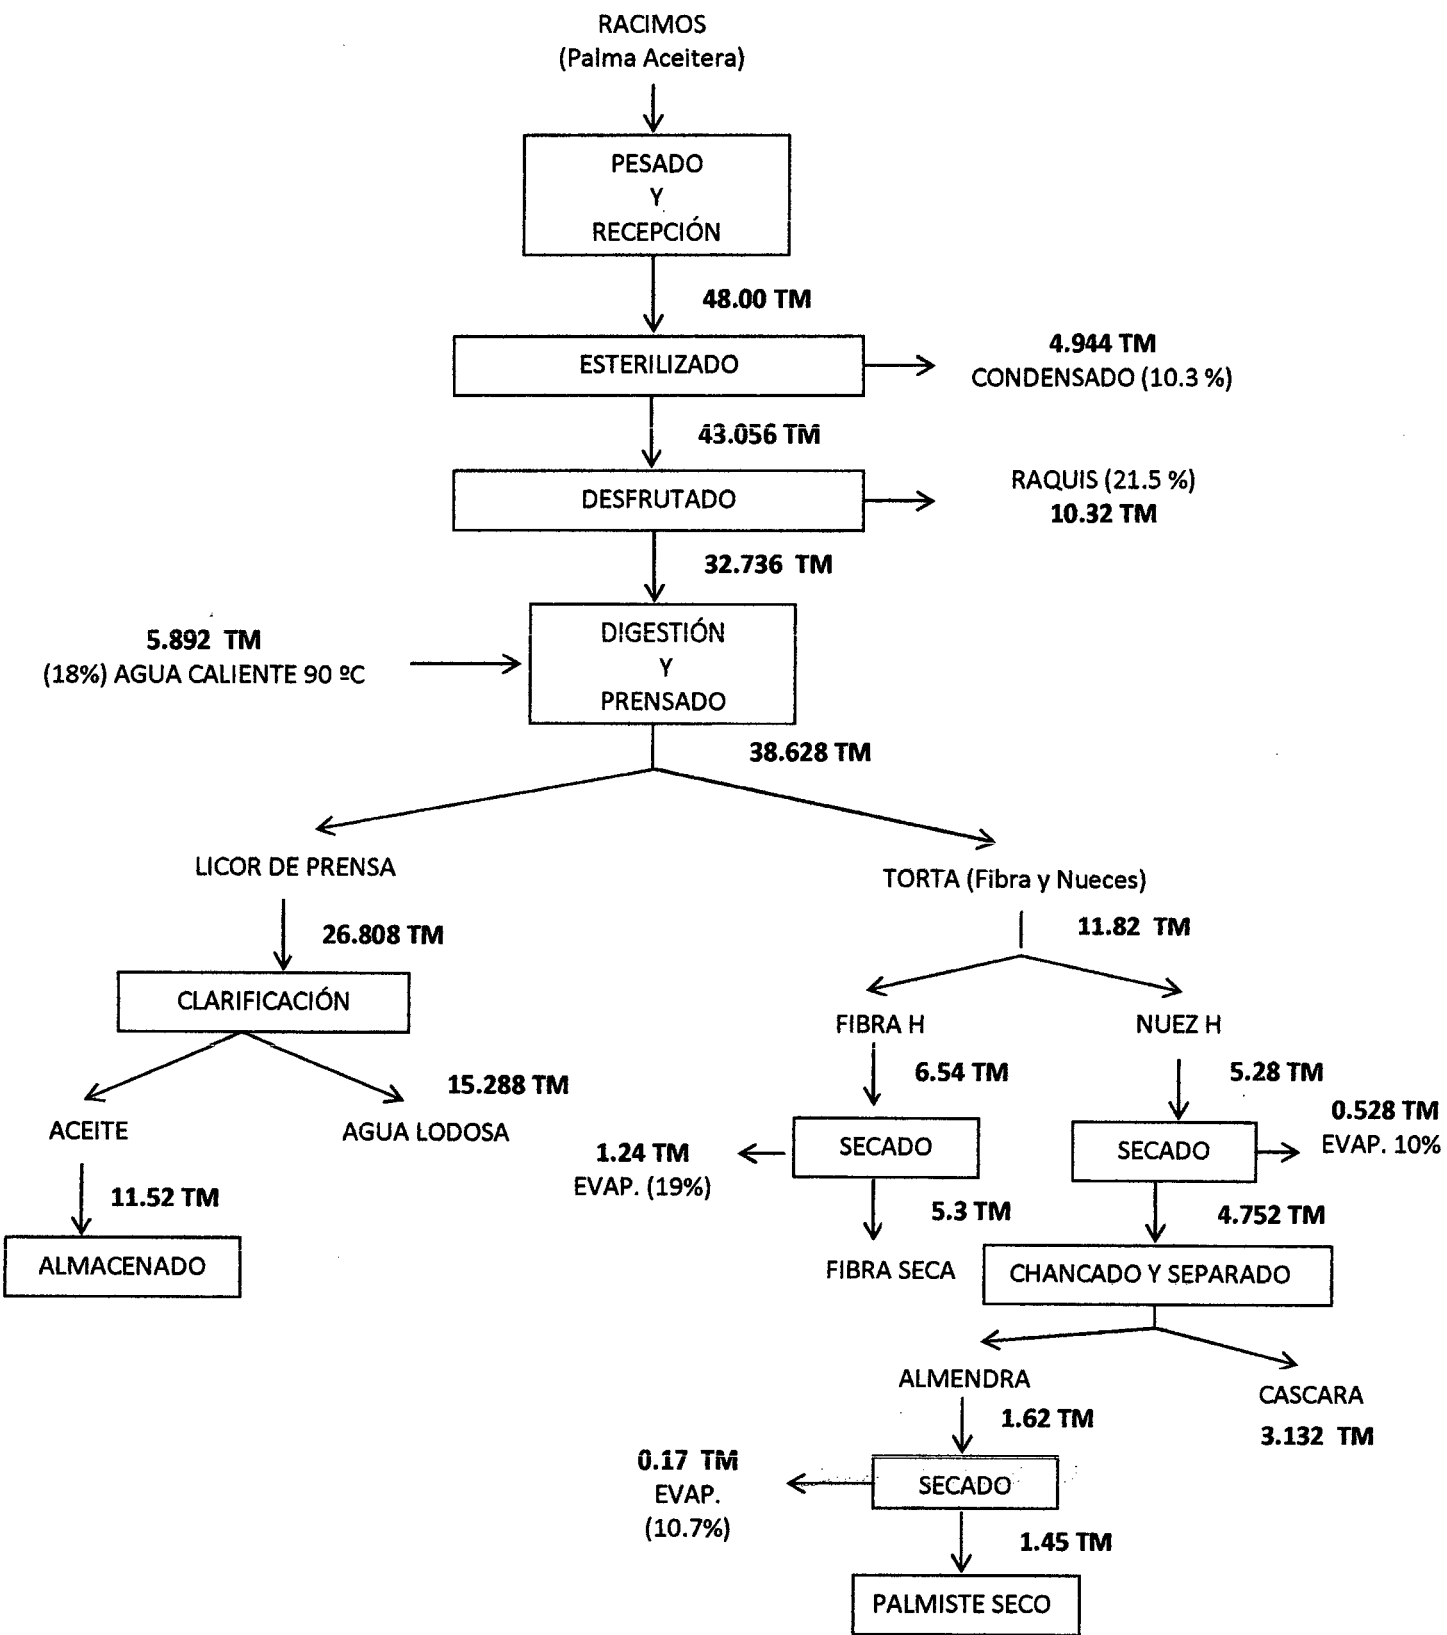 RACIMOS
(Palma Aceitera)
PESADO
Y
RECEPCIÓN
48.00 TM
ESTERILIZADO
4.944 TM
CONDENSADO (10.3 %)
43.056 TM
DESFRUTADO
RAQUIS (21.5 %)
10.32 TM
32.736 TM
5.892 TM
(18%) AGUA CALIENTE 90 ºC
DIGESTIÓN
Y
PRENSADO
38.628 TM
LICOR DE PRENSA
26.808 TM
CLARIFICACIÓN
15.288 TM
ACEITE
AGUA LODOSA
11.52 TM
ALMACENADO
TORTA (Fibra y Nueces)
11.82 TM
FIBRA H
NUEZ H
6.54 TM
5.28 TM
SECADO
1.24 TM
EVAP. (19%)
5.3 TM
FIBRA SECA
SECADO
0.528 TM
EVAP. 10%
4.752 TM
CHANCADO Y SEPARADO
ALMENDRA
1.62 TM
CASCARA
3.132 TM
0.17 TM
EVAP.
(10.7%)
SECADO
1.45 TM
PALMISTE SECO